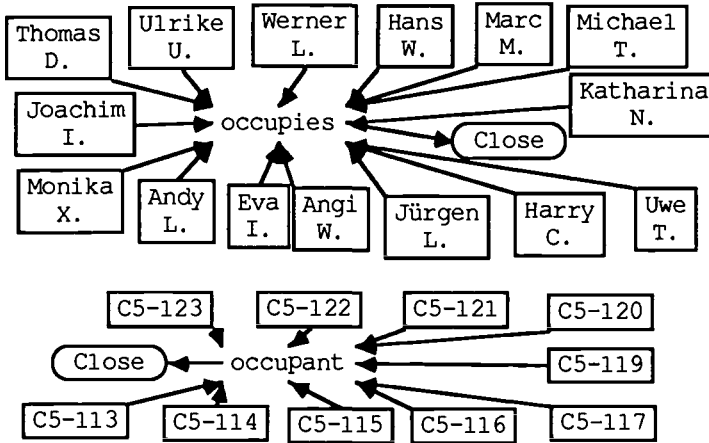 Thomas
D.
Ulrike
U.
Werner
L.
Hans
W.
Marc
M.
Michael
T.
Joachim
I.
occupies
Katharina
N.
Close
Monika
X.
Andy
L.
Eva
I.
Angi
W.
Jürgen
L.
Harry
C.
Uwe
T.
C5-123
C5-122
C5-121
C5-120
Close
occupant
C5-119
C5-113
C5-114
C5-115
C5-116
C5-117